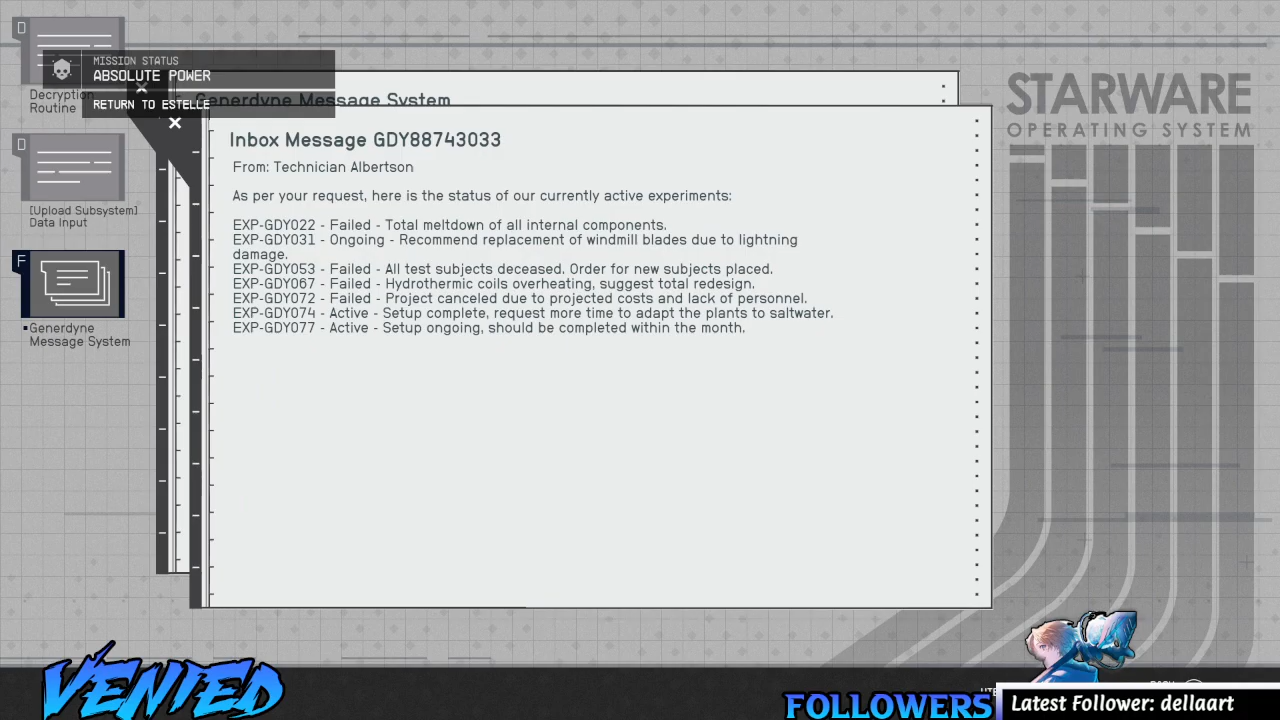 D
MISSION STATUS
ABSOLUTE POWER
RETURN TO ESTELLE
Decryption
Routine
D
[Upload Subsystem]
Data Input
F
Generdyne
Message System
Generdyne Message System
Inbox Message GDY88743033
From: Technician Albertson
As per your request, here is the status of our currently active experiments:
EXP-GDY022 - Failed - Total meltdown of all internal components.
EXP-GDY031 - Ongoing - Recommend replacement of windmill blades due to lightning
damage.
EXP-GDY053 - Failed - All test subjects deceased. Order for new subjects placed.
EXP-GDY067 - Failed - Hydrothermic coils overheating, suggest total redesign.
EXP-GDY072 - Failed - Project canceled due to projected costs and lack of personnel.
EXP-GDY074 - Active - Setup complete, request more time to adapt the plants to saltwater.
EXP-GDY077 - Active - Setup ongoing, should be completed within the month.
STARWARE
OPERATING SYSTEM
VENIED
FOLLOWERS
Latest Follower: dellaart